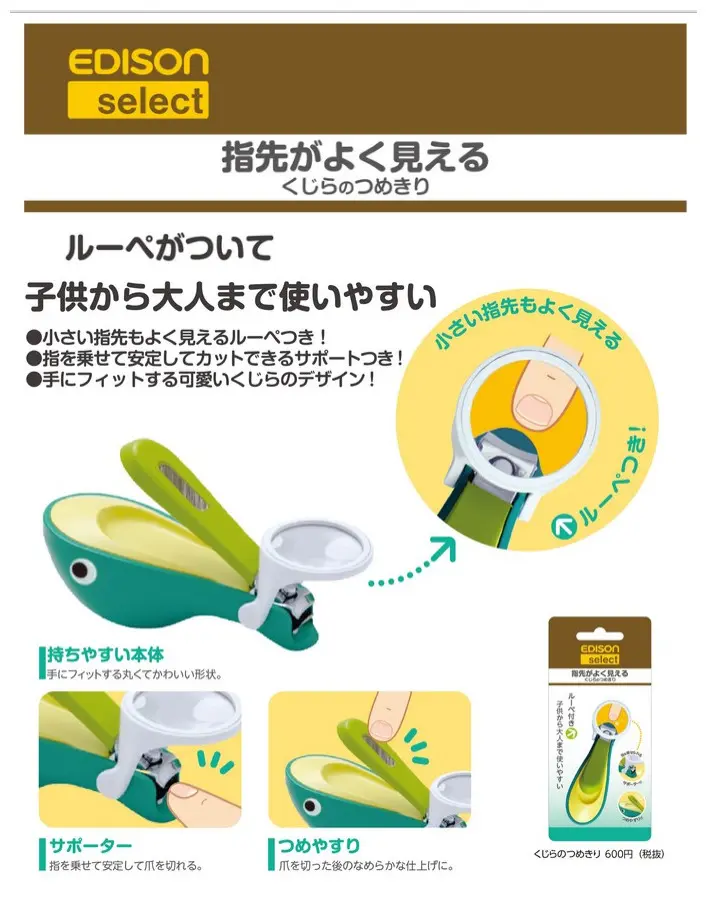 EDISON
select
指先がよく見える
くじらのつめきり
ルーペがついて
子供から大人まで使いやすい
●小さい指先もよく見えるルーペつき！
●指を乗せて安定してカットできるサポートつき！
●手にフィットする可愛いくじらのデザイン！
小さい指先もよく見える
ルーペつき！
持ちやすい本体
手にフィットする丸くてかわいい形状。
サポーター
指を乗せて安定して爪を切れる。
つめやすり
爪を切った後のなめらかな仕上げに。
EDISON
select
指先がよく見える
くじらのつめきり
ルーペ付き
子供から大人まで使いやすい
サポーター
つめやすり
くじらのつめきり 600円（税抜）